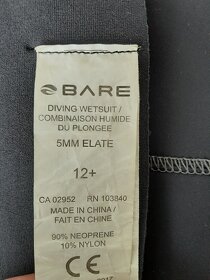 BARE
DIVING WETSUIT /
COMBINAISON HUMIDE
DU PLONGEE
5MM ELATE
12+
CA 02952 RN 103840
MADE IN CHINA /
FAIT EN CHINE
90% NEOPRENE
10% NYLON
CE